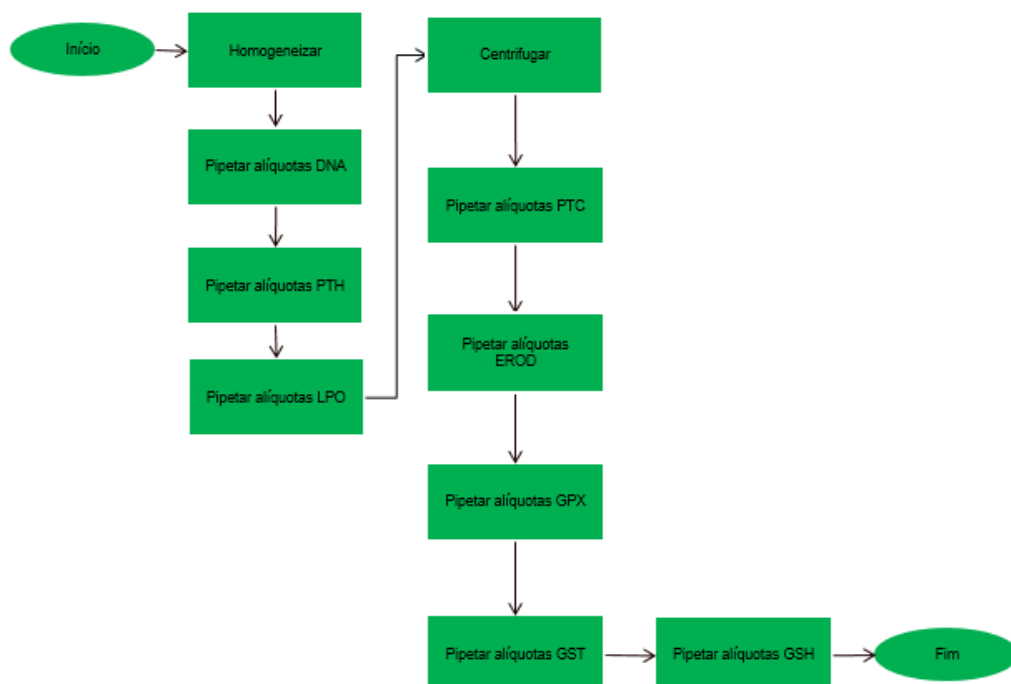 Início
Homogeneizar
Pipetar alíquotas DNA
Pipetar alíquotas PTH
Pipetar alíquotas LPO
Centrifugar
Pipetar alíquotas PTC
Pipetar alíquotas
EROD
Pipetar alíquotas GPX
Pipetar alíquotas GST
Pipetar alíquotas GSH
Fim